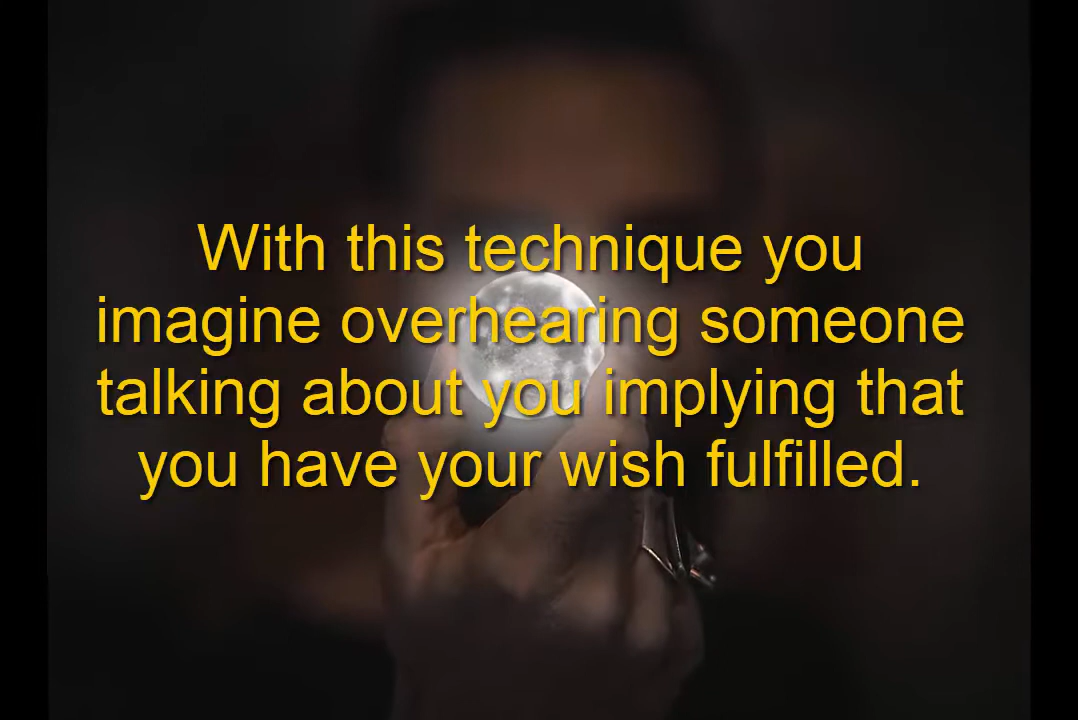 With this technique you
imagine overhearing someone
talking about you implying that
you have your wish fulfilled.